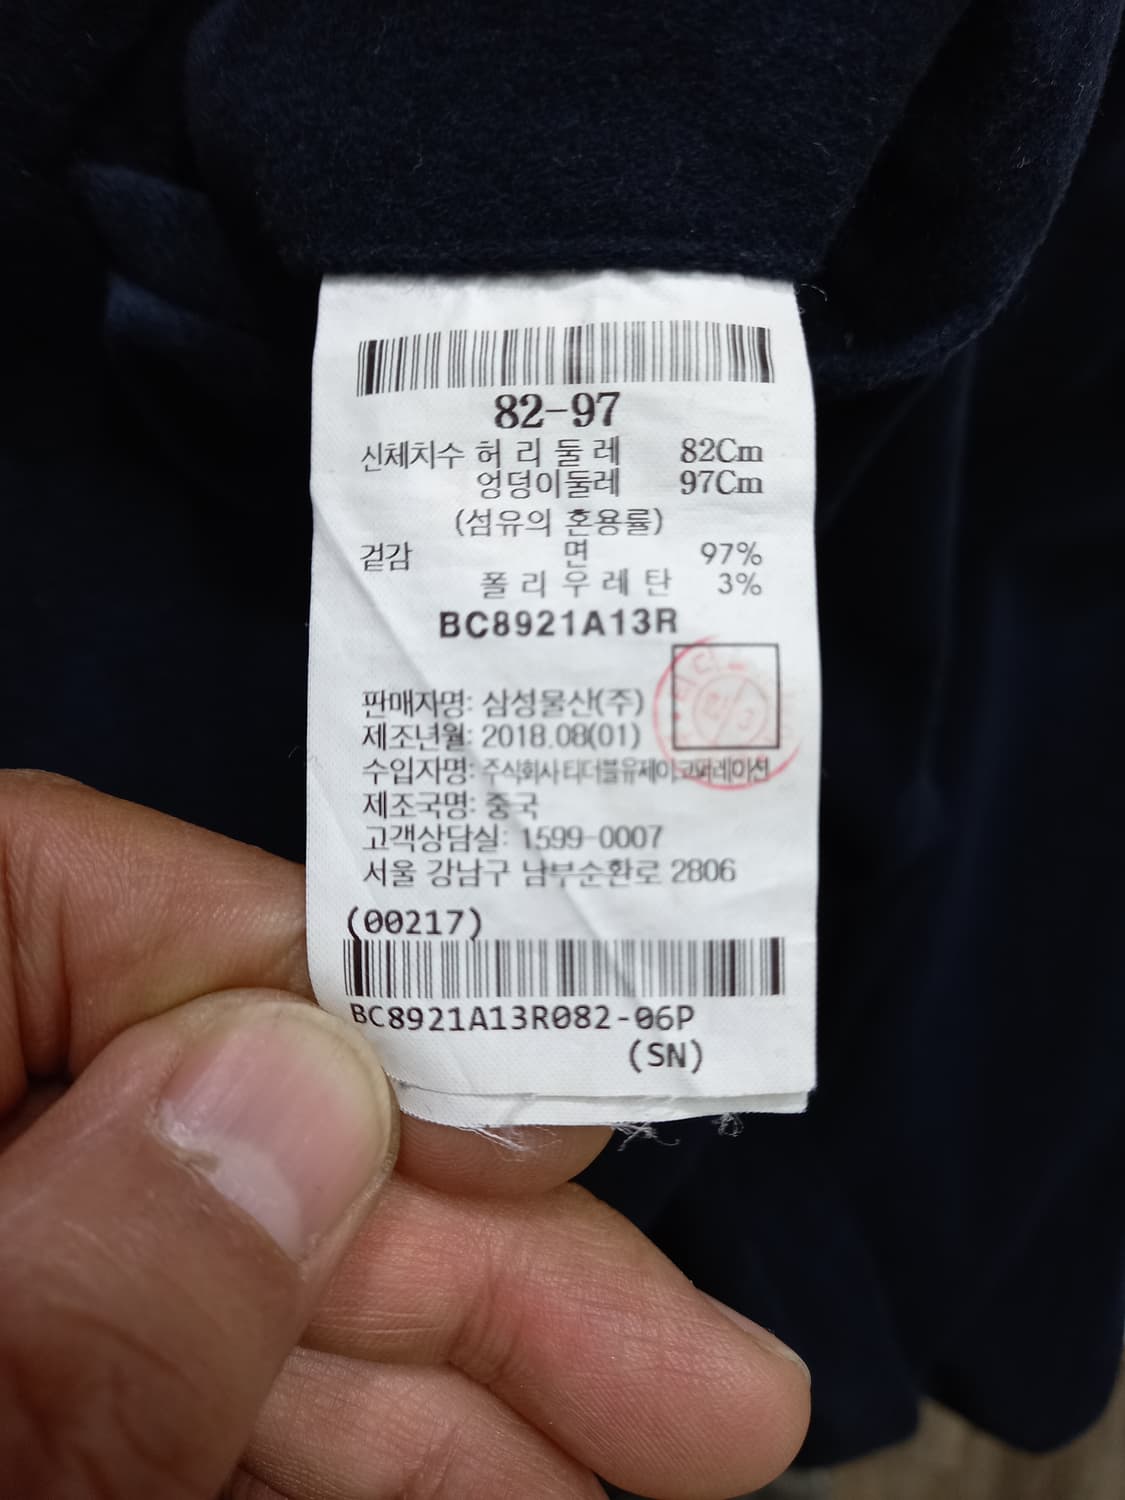 82-97
신체치수 허리둘레 82Cm
엉덩이둘레 97Cm
(섬유의 혼용률)
겉감 면 97%
폴리우레탄 3%
BC8921A13R
판매자명: 삼성물산(주)
제조년월: 2018.08(01)
수입자명: 주식회사 티더블유제이코퍼레이션
제조국명: 중국
고객상담실: 1599-0007
서울 강남구 남부순환로 2806
(00217)
BC8921A13R082-06P
(SN)